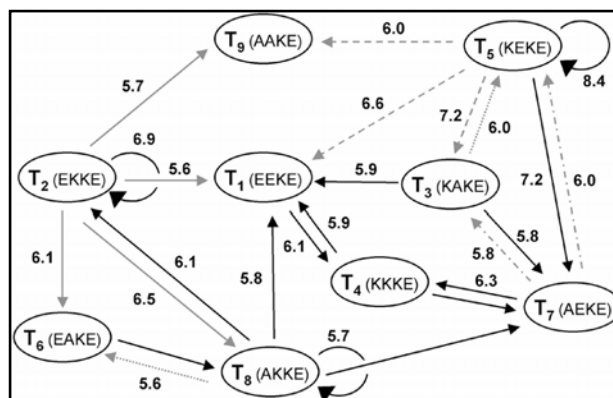 T9 (AAKE)
6.0
T5 (KEKE)
8.4
5.7
6.6
7.2
6.0
6.9
T2 (EKKE)
5.6
T1 (EEKE)
5.9
T3 (KAKE)
7.2
6.0
6.1
5.9
5.8
5.8
6.1
6.5
6.1
5.8
T4 (KKKE)
6.3
T7 (AEKE)
T6 (EAKE)
5.6
T8 (AKKE)
5.7